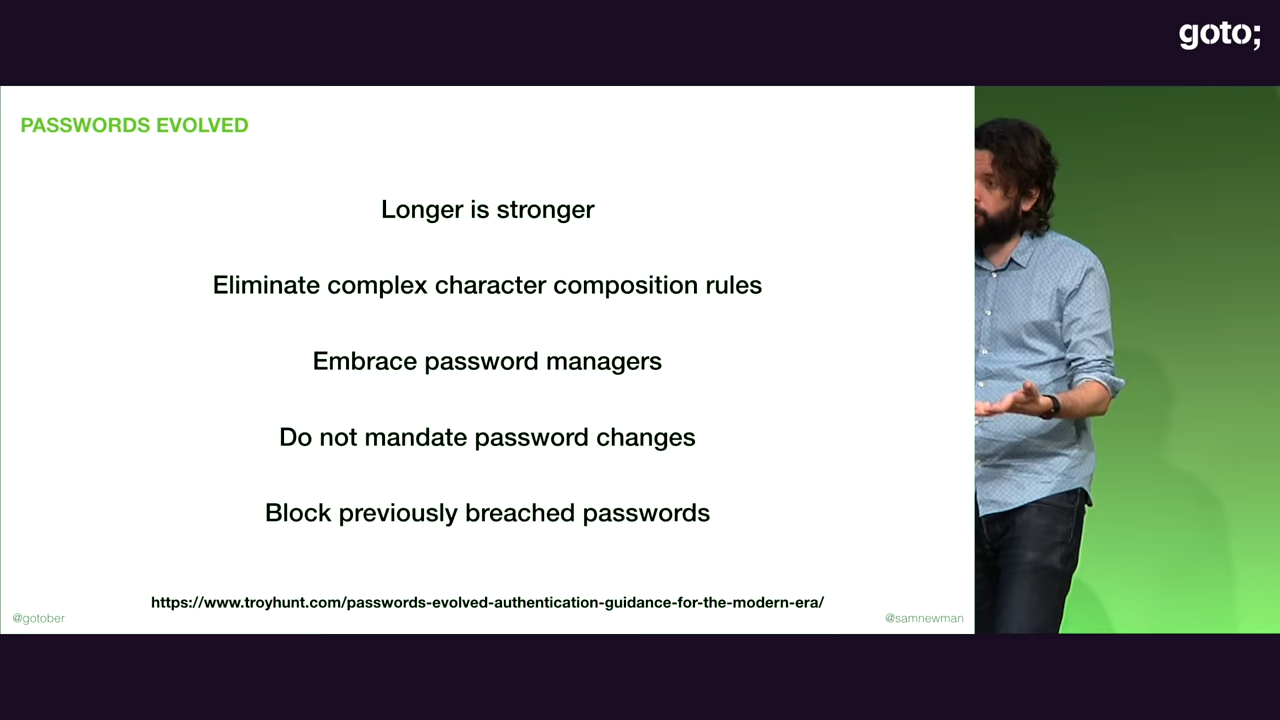 goto;
PASSWORDS EVOLVED
Longer is stronger
Eliminate complex character composition rules
Embrace password managers
Do not mandate password changes
Block previously breached passwords
https://www.troyhunt.com/passwords-evolved-authentication-guidance-for-the-modern-era/
@gotober
@samnewman